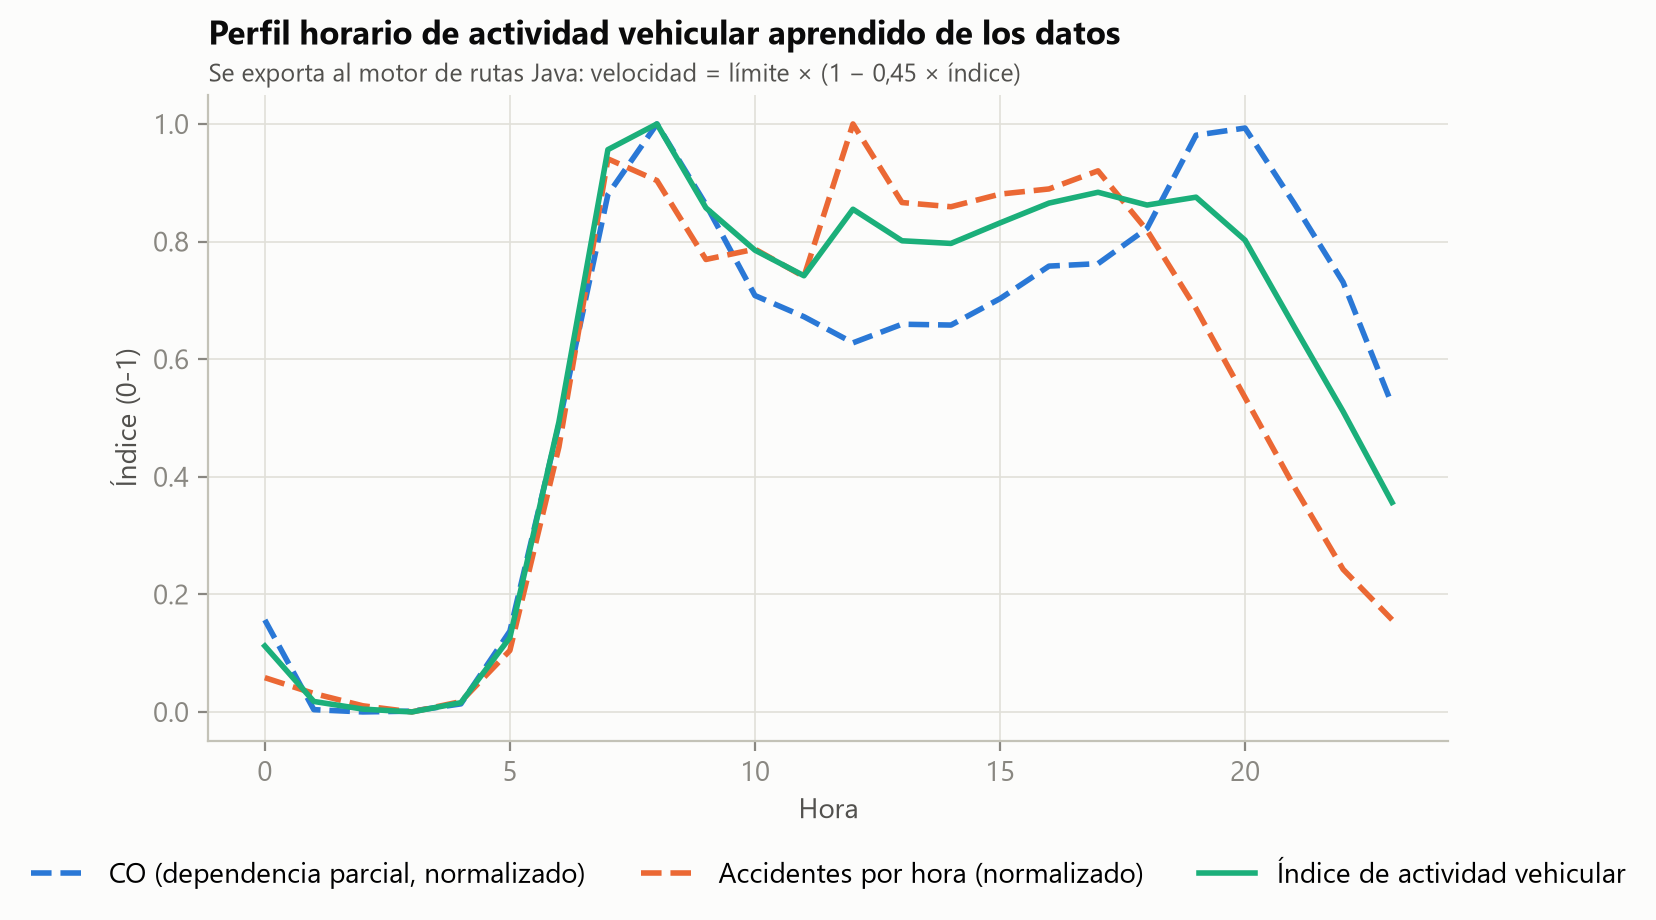 Perfil horario de actividad vehicular aprendido de los datos
Se exporta al motor de rutas Java: velocidad = límite × (1 − 0,45 × índice)
1.0
0.8
0.6
0.4
0.2
0.0
Índice (0-1)
0 5 10 15 20
Hora
CO (dependencia parcial, normalizado) Accidentes por hora (normalizado) Índice de actividad vehicular